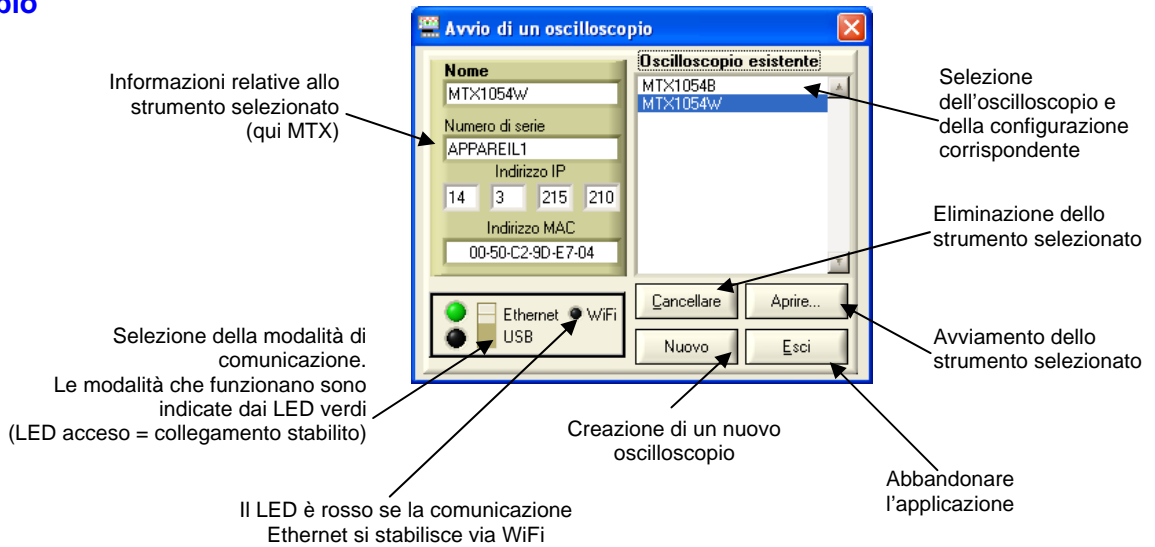 Avvio di un oscilloscopio
Informazioni relative allo
strumento selezionato
(qui MTX)
Nome
MTX1054W
Numero di serie
APPAREIL1
Indirizzo IP
14 3 215 210
Indirizzo MAC
00-50-C2-9D-E7-04
Oscilloscopio esistente
MTX1054B
MTX1054W
Selezione
dell'oscilloscopio e
della configurazione
corrispondente
Eliminazione dello
strumento selezionato
Cancellare Aprire...
Ethernet WiFi
USB
Nuovo Esci
Selezione della modalità di
comunicazione.
Le modalità che funzionano sono
indicate dai LED verdi
(LED acceso = collegamento stabilito)
Avviamento dello
strumento selezionato
Creazione di un nuovo
oscilloscopio
Abbandonare
l'applicazione
Il LED è rosso se la comunicazione
Ethernet si stabilisce via WiFi